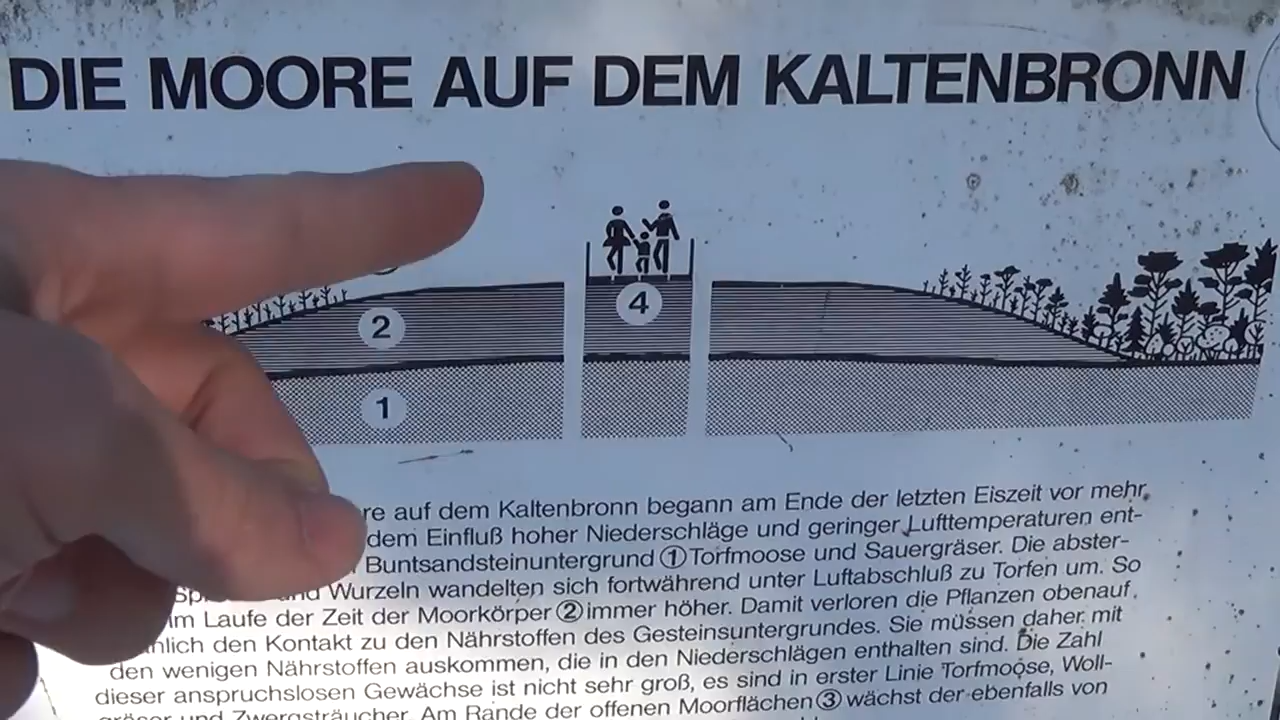 DIE MOORE AUF DEM KALTENBRONN
4
2
1
re auf dem Kaltenbronn begann am Ende der letzten Eiszeit vor mehr
dem Einfluß hoher Niederschläge und geringer Lufttemperaturen ent-
Buntsandsteinuntergrund ① Torfmoose und Sauergräser. Die abster-
und Wurzeln wandelten sich fortwährend unter Luftabschluß zu Torfen um. So
im Laufe der Zeit der Moorkörper ② immer höher. Damit verloren die Pflanzen obenauf
hlich den Kontakt zu den Nährstoffen des Gesteinsuntergrundes. Sie müssen daher mit
den wenigen Nährstoffen auskommen, die in den Niederschlägen enthalten sind. Die Zahl
dieser anspruchslosen Gewächse ist nicht sehr groß, es sind in erster Linie Torfmoose, Woll-
gräser und Zwergsträucher. Am Rande der offenen Moorflächen ③ wächst der ebenfalls von